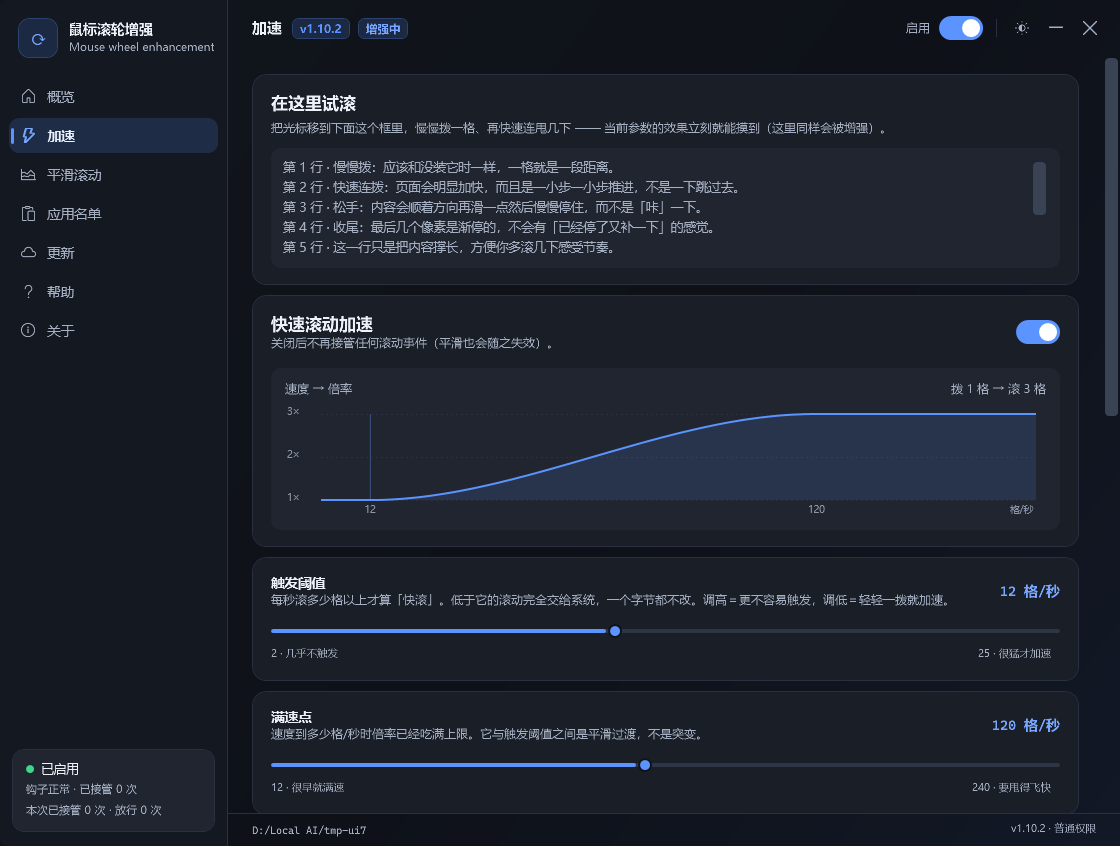 鼠标滚轮增强
Mouse wheel enhancement
概览
加速
平滑滚动
应用名单
更新
帮助
关于
已启用
钩子正常 · 已接管 0 次
本次已接管 0 次 · 放行 0 次
加速 v1.10.2 增强中
启用
在这里试滚
把光标移到下面这个框里，慢慢拨一格、再快速连甩几下 —— 当前参数的效果立刻就能摸到（这里同样会被增强）。
第 1 行 · 慢慢拨：应该和没装它时一样，一格就是一段距离。
第 2 行 · 快速连拨：页面会明显加快，而且是一小步一小步推进，不是一下跳过去。
第 3 行 · 松手：内容会顺着方向再滑一点然后慢慢停住，而不是「咔」一下。
第 4 行 · 收尾：最后几个像素是渐停的，不会有「已经停了又补一下」的感觉。
第 5 行 · 这一行只是把内容撑长，方便你多滚几下感受节奏。
快速滚动加速
关闭后不再接管任何滚动事件（平滑也会随之失效）。
速度 → 倍率
拨 1 格 → 滚 3 格
3×
2×
1×
12
120
格/秒
触发阈值
每秒滚多少格以上才算「快滚」。低于它的滚动完全交给系统，一个字节都不改。调高＝更不容易触发，调低＝轻轻一拨就加速。
12 格/秒
2 · 几乎不触发
25 · 很猛才加速
满速点
速度到多少格/秒时倍率已经吃满上限。它与触发阈值之间是平滑过渡，不是突变。
120 格/秒
12 · 很早就满速
240 · 要甩得飞快
D:/Local AI/tmp-ui7
v1.10.2 · 普通权限